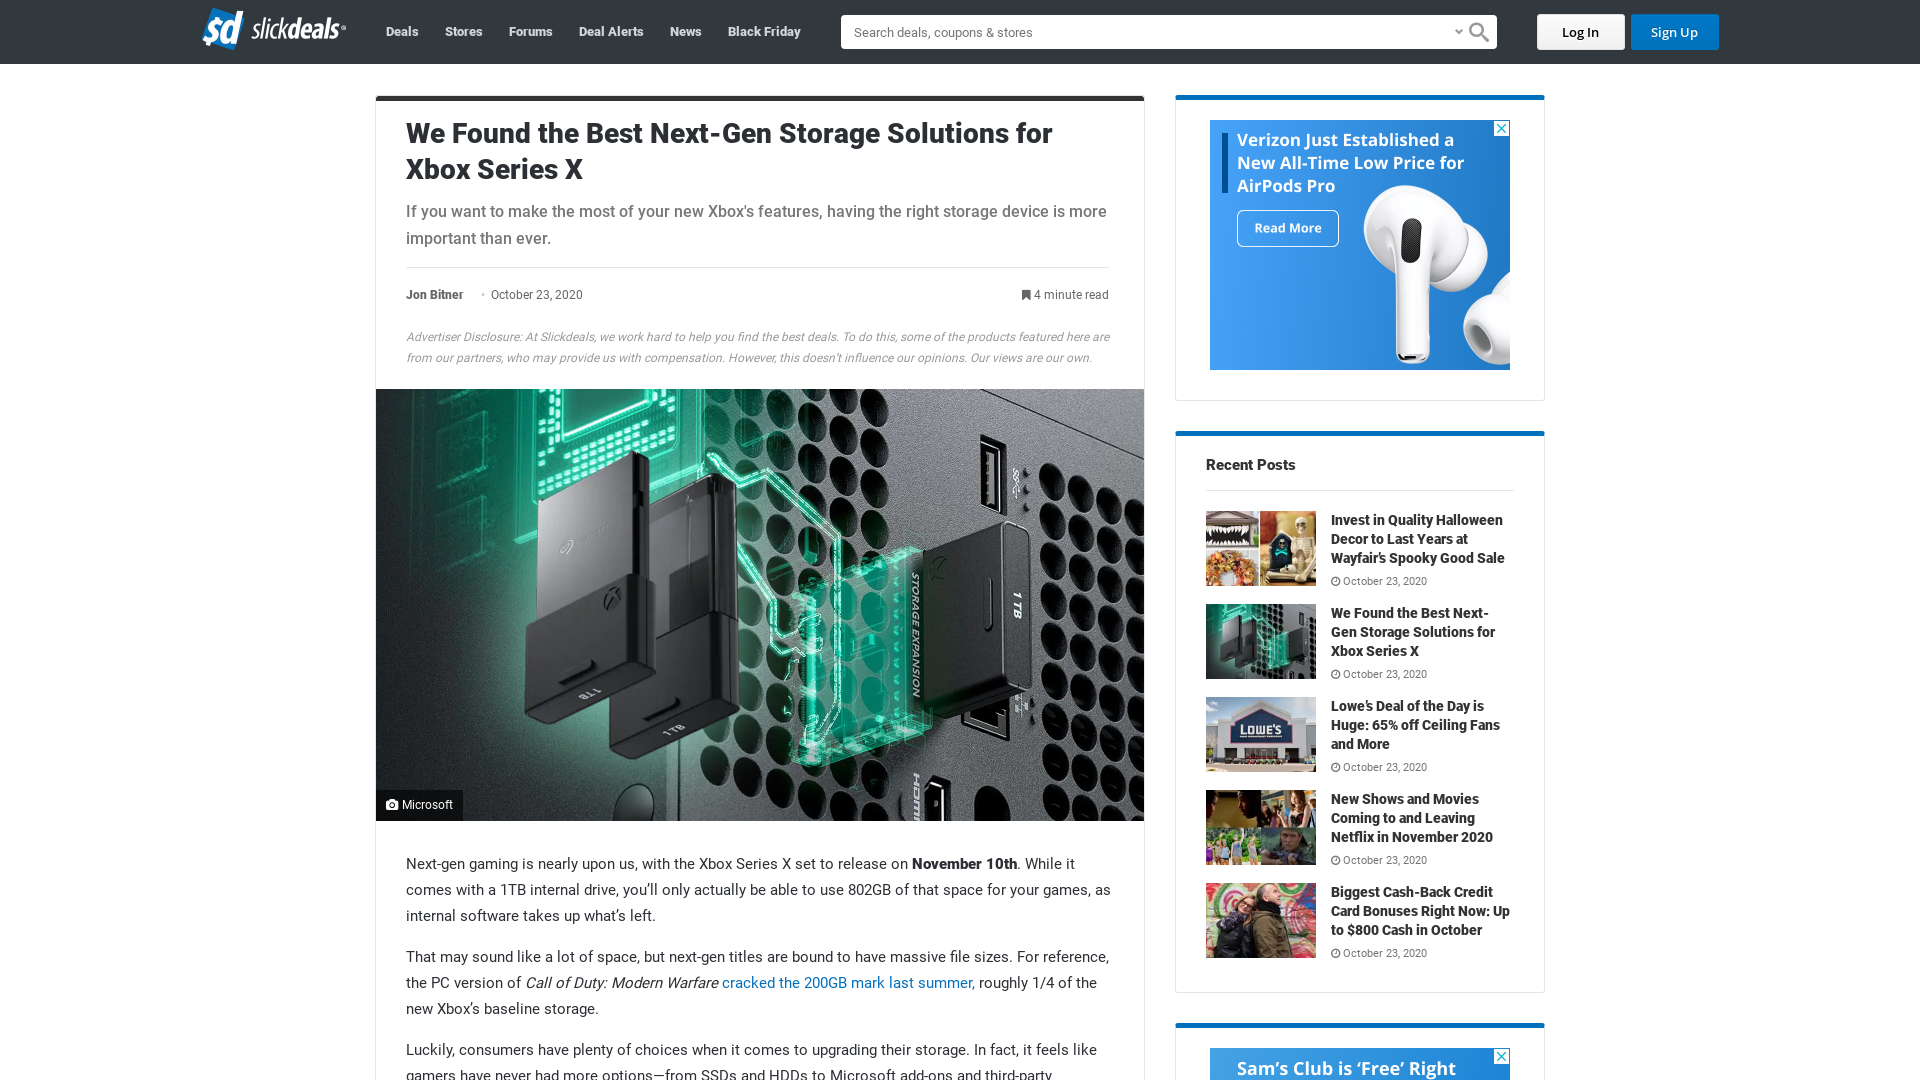 sd slickdeals
Deals
Stores
Forums
Deal Alerts
News
Black Friday
Search deals, coupons & stores
Log In
Sign Up
We Found the Best Next-Gen Storage Solutions for
Xbox Series X
If you want to make the most of your new Xbox's features, having the right storage device is more
important than ever.
Jon Bitner • October 23, 2020
4 minute read
Advertiser Disclosure: At Slickdeals, we work hard to help you find the best deals. To do this, some of the products featured here are
from our partners, who may provide us with compensation. However, this doesn’t influence our opinions. Our views are our own.
STORAGE EXPANSION
1 TB
1 TB
1 TB
HDMI
Microsoft
Next-gen gaming is nearly upon us, with the Xbox Series X set to release on November 10th. While it
comes with a 1TB internal drive, you’ll only actually be able to use 802GB of that space for your games, as
internal software takes up what’s left.
That may sound like a lot of space, but next-gen titles are bound to have massive file sizes. For reference,
the PC version of Call of Duty: Modern Warfare cracked the 200GB mark last summer, roughly 1/4 of the
new Xbox’s baseline storage.
Luckily, consumers have plenty of choices when it comes to upgrading their storage. In fact, it feels like
gamers have never had more options—from SSDs and HDDs to Microsoft add-ons and third-party
Verizon Just Established a
New All-Time Low Price for
AirPods Pro
Read More
Recent Posts
Invest in Quality Halloween
Decor to Last Years at
Wayfair’s Spooky Good Sale
October 23, 2020
We Found the Best Next-
Gen Storage Solutions for
Xbox Series X
October 23, 2020
LOWE'S
Lowe’s Deal of the Day is
Huge: 65% off Ceiling Fans
and More
October 23, 2020
New Shows and Movies
Coming to and Leaving
Netflix in November 2020
October 23, 2020
Biggest Cash-Back Credit
Card Bonuses Right Now: Up
to $800 Cash in October
October 23, 2020
Sam’s Club is ‘Free’ Right